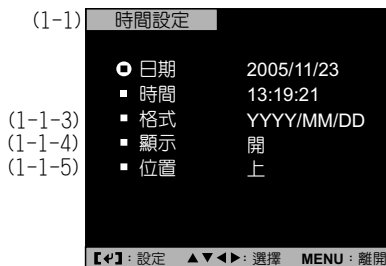 (1-1) 時間設定
日期 2005/11/23
時間 13:19:21
(1-1-3) 格式 YYYY/MM/DD
(1-1-4) 顯示 開
(1-1-5) 位置 上
【↵】:設定 ▲▼◀▶:選擇 MENU:離開